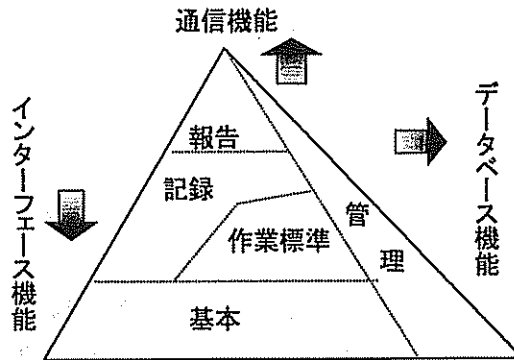 通信機能
インターフェース機能
データベース機能
報告
記録
管理
作業標準
基本